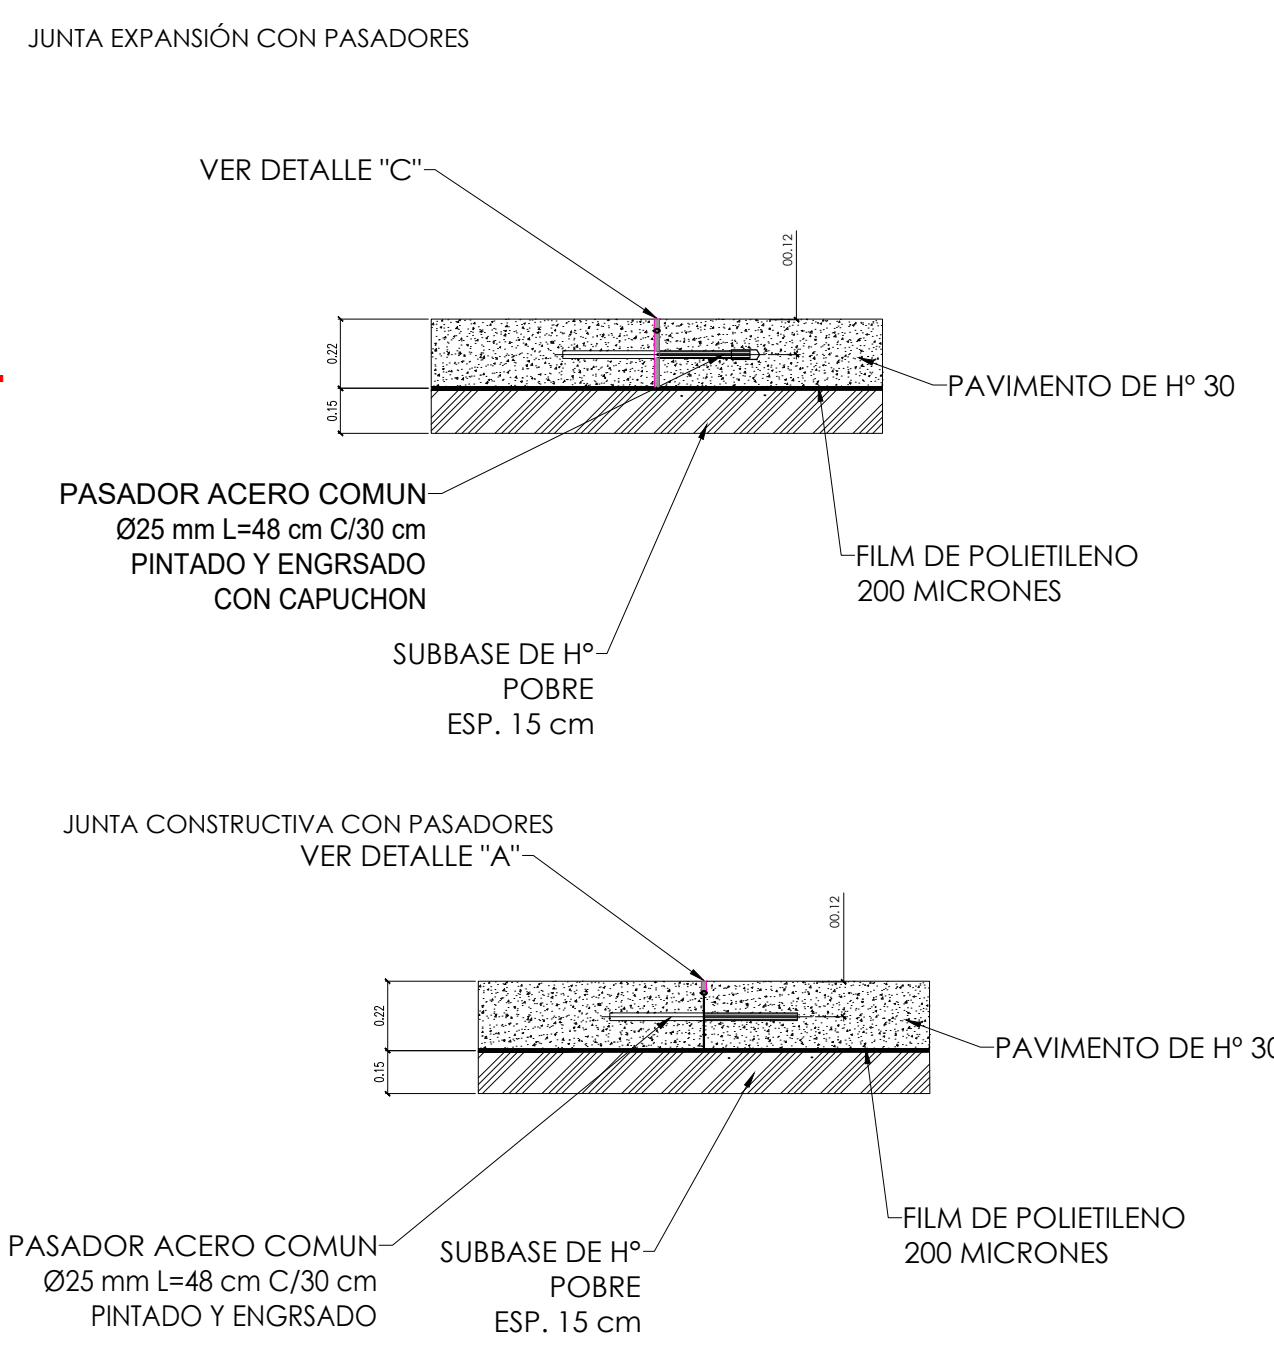 JUNTA EXPANSIÓN CON PASADORES
VER DETALLE "C"
00.12
0.22
0.15
PAVIMENTO DE Hº 30
PASADOR ACERO COMUN
Ø25 mm L=48 cm C/30 cm
PINTADO Y ENGRSADO
CON CAPUCHON
FILM DE POLIETILENO
200 MICRONES
SUBBASE DE Hº
POBRE
ESP. 15 cm
JUNTA CONSTRUCTIVA CON PASADORES
VER DETALLE "A"
00.12
0.22
0.15
PAVIMENTO DE Hº 30
PASADOR ACERO COMUN
Ø25 mm L=48 cm C/30 cm
PINTADO Y ENGRSADO
SUBBASE DE Hº
POBRE
ESP. 15 cm
FILM DE POLIETILENO
200 MICRONES